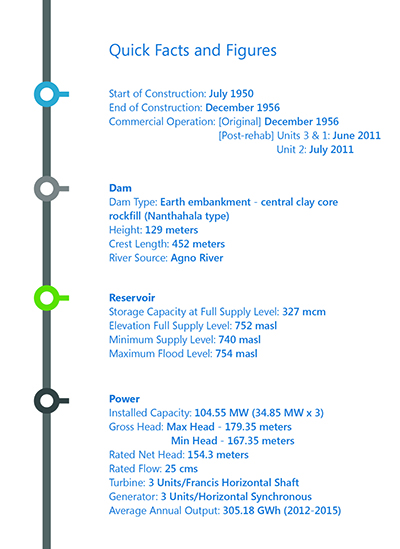 Quick Facts and Figures
Start of Construction: July 1950
End of Construction: December 1956
Commercial Operation: [Original] December 1956
[Post-rehab] Units 3 & 1: June 2011
Unit 2: July 2011
Dam
Dam Type: Earth embankment - central clay core
rockfill (Nanthahala type)
Height: 129 meters
Crest Length: 452 meters
River Source: Agno River
Reservoir
Storage Capacity at Full Supply Level: 327 mcm
Elevation Full Supply Level: 752 masl
Minimum Supply Level: 740 masl
Maximum Flood Level: 754 masl
Power
Installed Capacity: 104.55 MW (34.85 MW x 3)
Gross Head: Max Head - 179.35 meters
Min Head - 167.35 meters
Rated Net Head: 154.3 meters
Rated Flow: 25 cms
Turbine: 3 Units/Francis Horizontal Shaft
Generator: 3 Units/Horizontal Synchronous
Average Annual Output: 305.18 GWh (2012-2015)